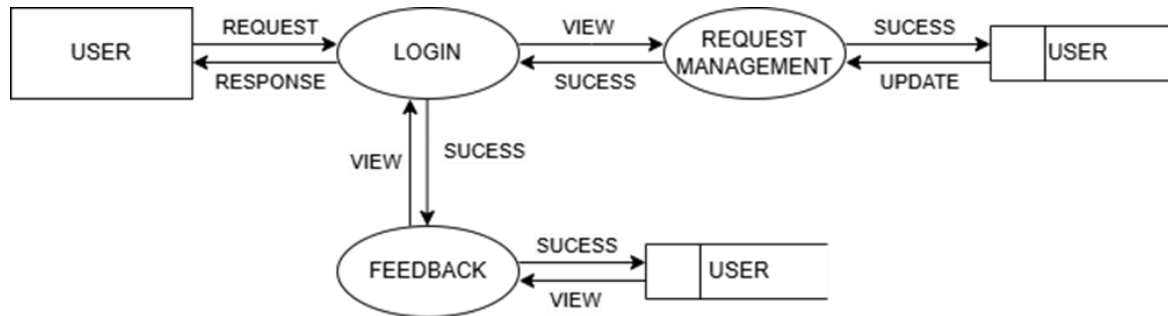 USER
REQUEST
RESPONSE
LOGIN
VIEW
SUCESS
REQUEST
MANAGEMENT
SUCESS
UPDATE
USER
VIEW
SUCESS
FEEDBACK
SUCESS
VIEW
USER